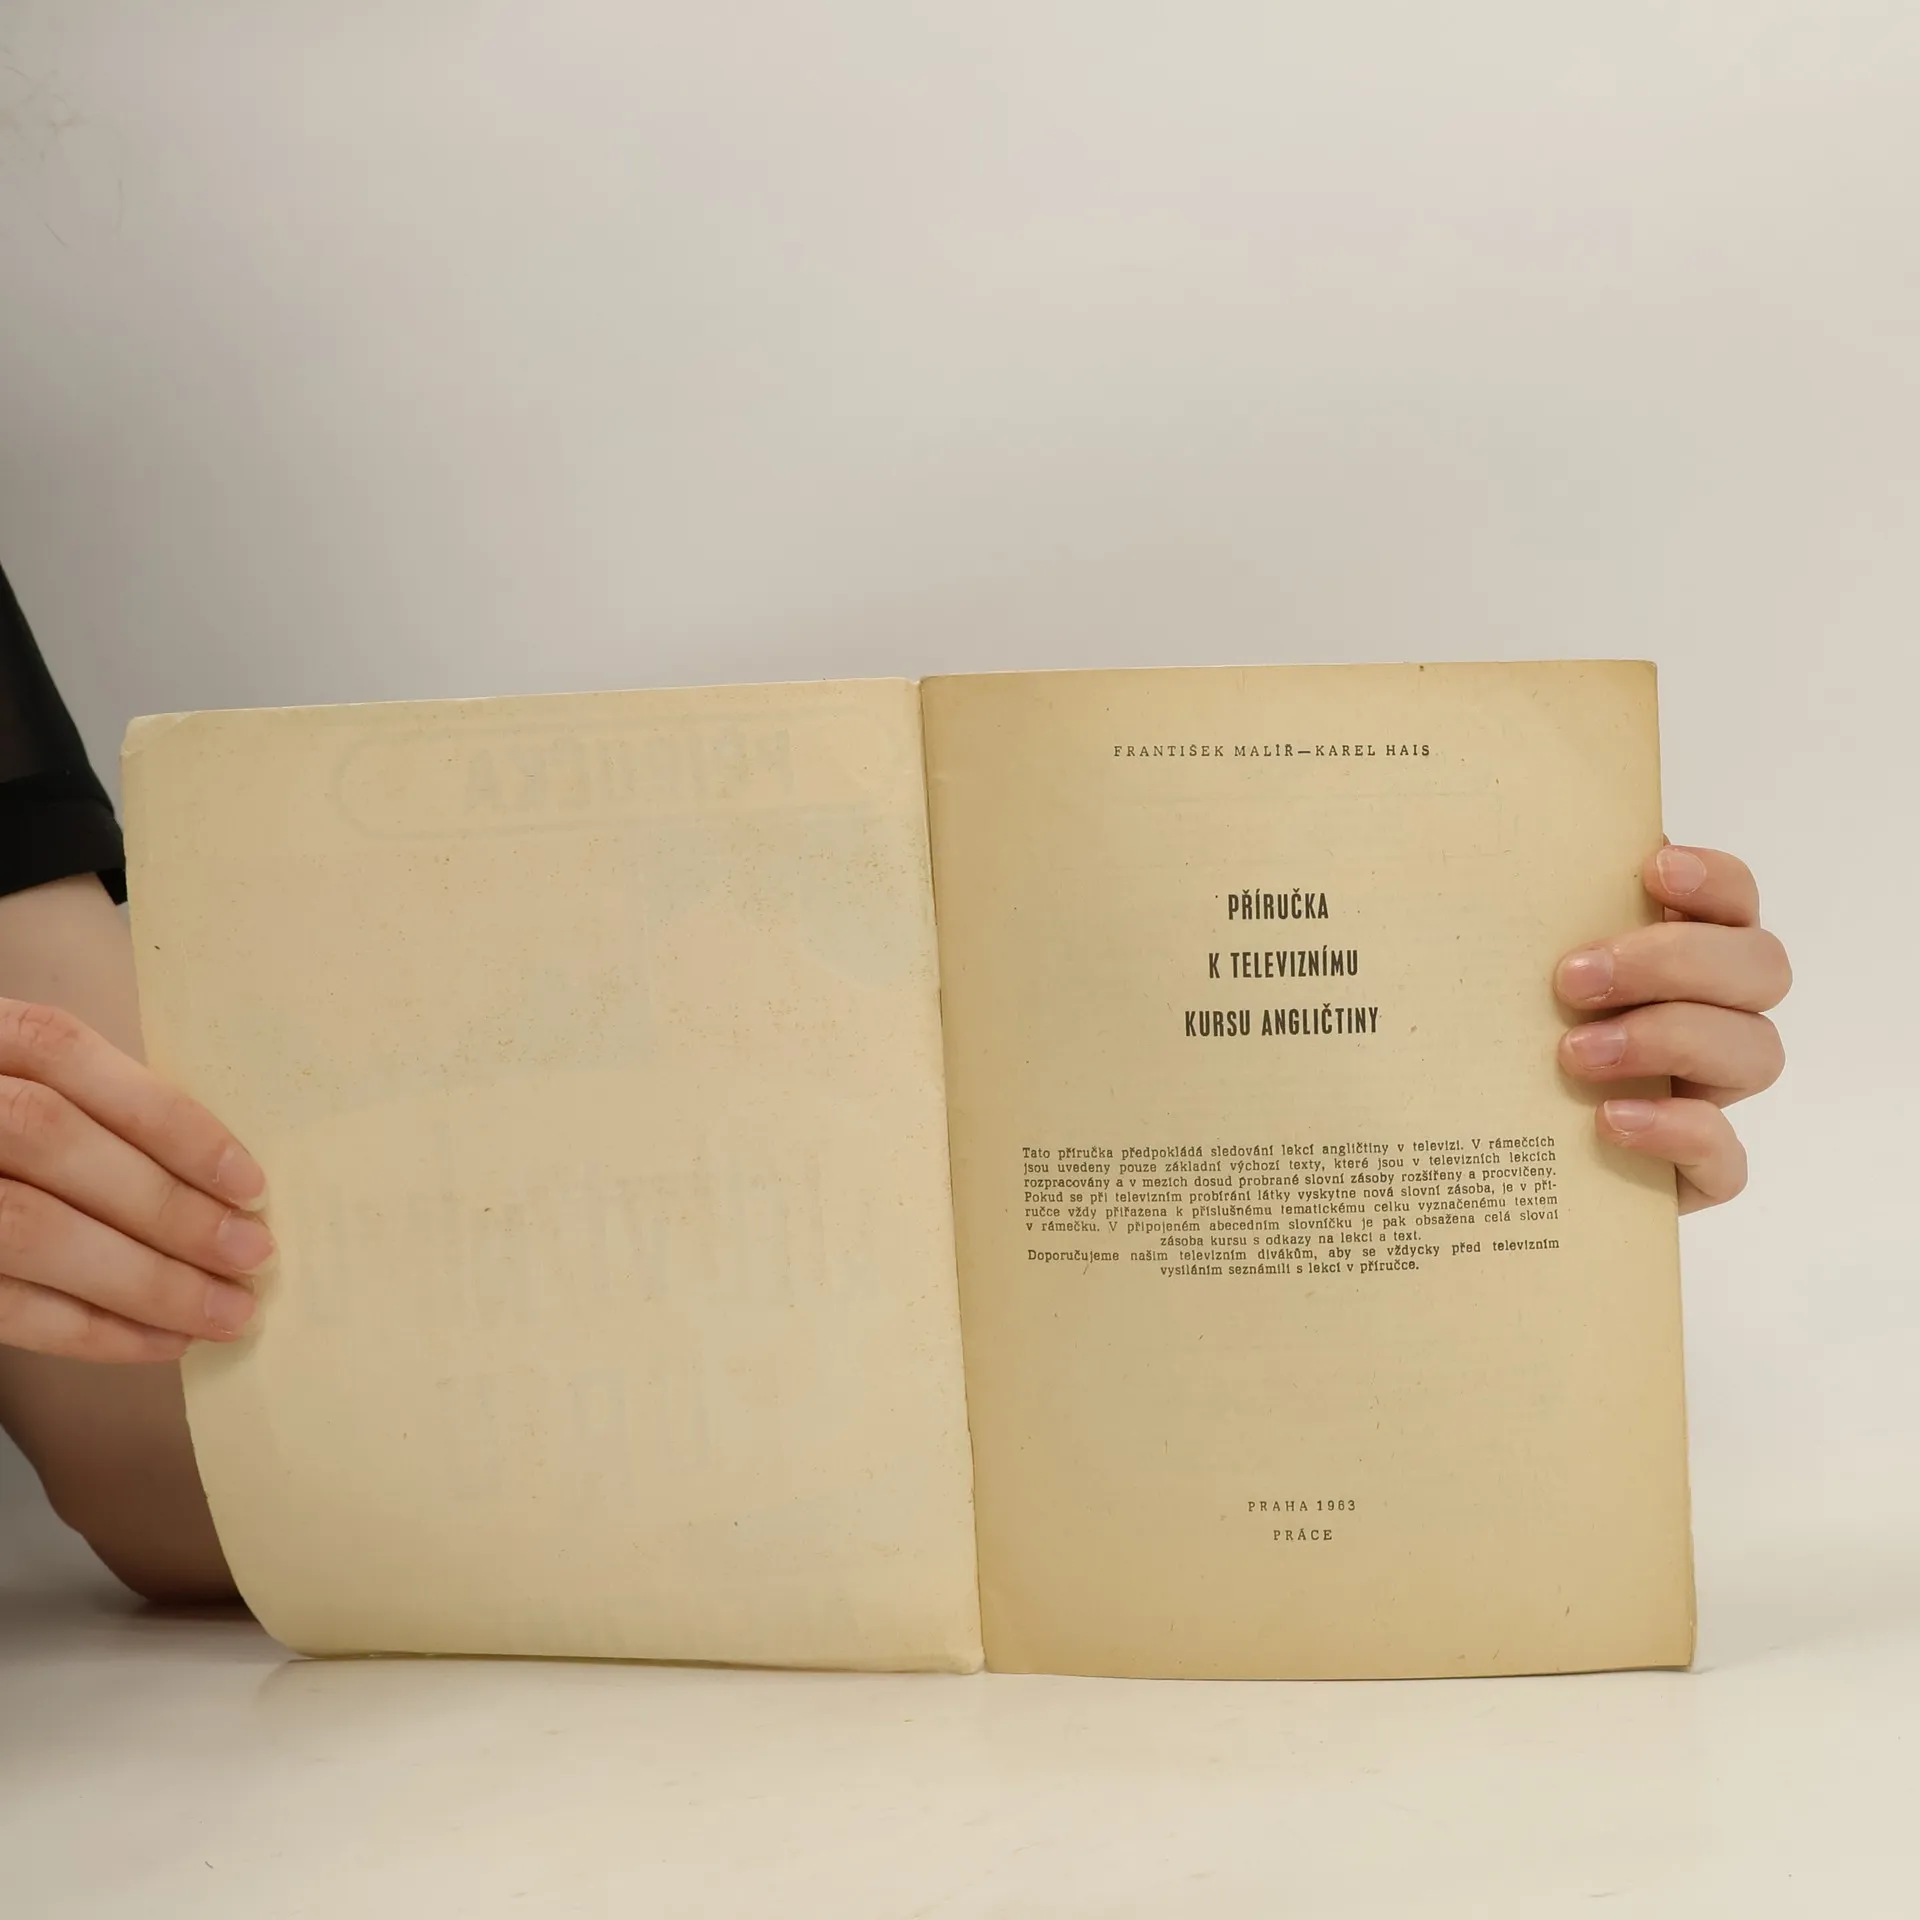 FRANTIŠEK MALÍŘ—KAREL HAIS
PŘÍRUČKA
K TELEVIZNÍMU
KURSU ANGLIČTINY
Tato příručka předpokládá sledování lekcí angličtiny v televizi. V rámečcích
jsou uvedeny pouze základní výchozí texty, které jsou v televizních lekcích
rozpracovány a v mezích dosud probrané slovní zásoby rozšířeny a procvičeny.
Pokud se při televizním probírání látky vyskytne nová slovní zásoba, je v pří-
ručce vždy přiřazena k příslušnému tematickému celku vyznačenému textem
v rámečku. V připojeném abecedním slovníčku je pak obsažena celá slovní
zásoba kursu s odkazy na lekci a text.
Doporučujeme našim televizním divákům, aby se vždycky před televizním
vysíláním seznámili s lekcí v příručce.
PRAHA 1963
PRÁCE
PŘÍRUČKA